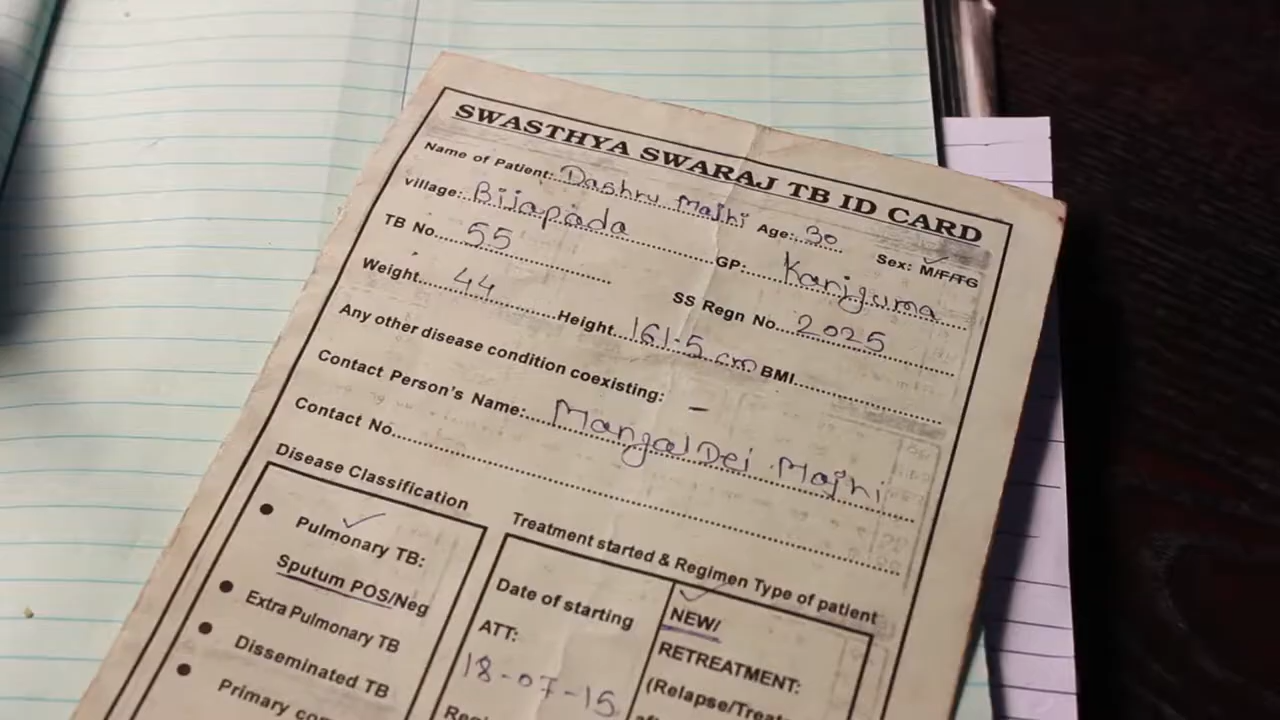 SWASTHYA SWARAJ TB ID CARD
Name of Patient: Dashru Majhi Age: 30 Sex: M/F/TG
village: Bijapada GP: Kanjguma
TB No. 55 SS Regn No. 2025
Weight 44 Height 161.5 cm BMI
Any other disease condition coexisting: -
Contact Person's Name: Mangal Dei Majhi
Contact No.
Disease Classification
Pulmonary TB:
Sputum POS/Neg
Extra Pulmonary TB
Disseminated TB
Primary
Treatment started & Regimen Type of patient
Date of starting
ATT:
18-07-15
NEW/
RETREATMENT: